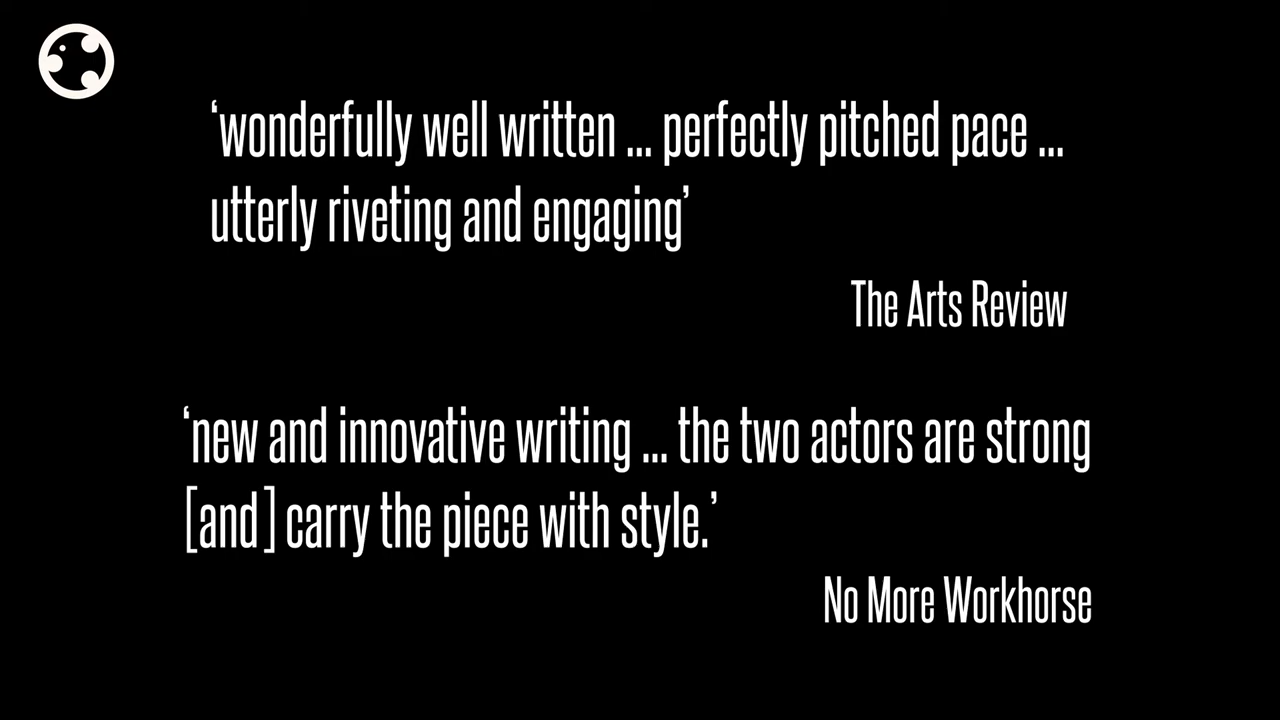 ‘wonderfully well written ... perfectly pitched pace ...
utterly riveting and engaging’
The Arts Review
‘new and innovative writing ... the two actors are strong
[and] carry the piece with style.’
No More Workhorse